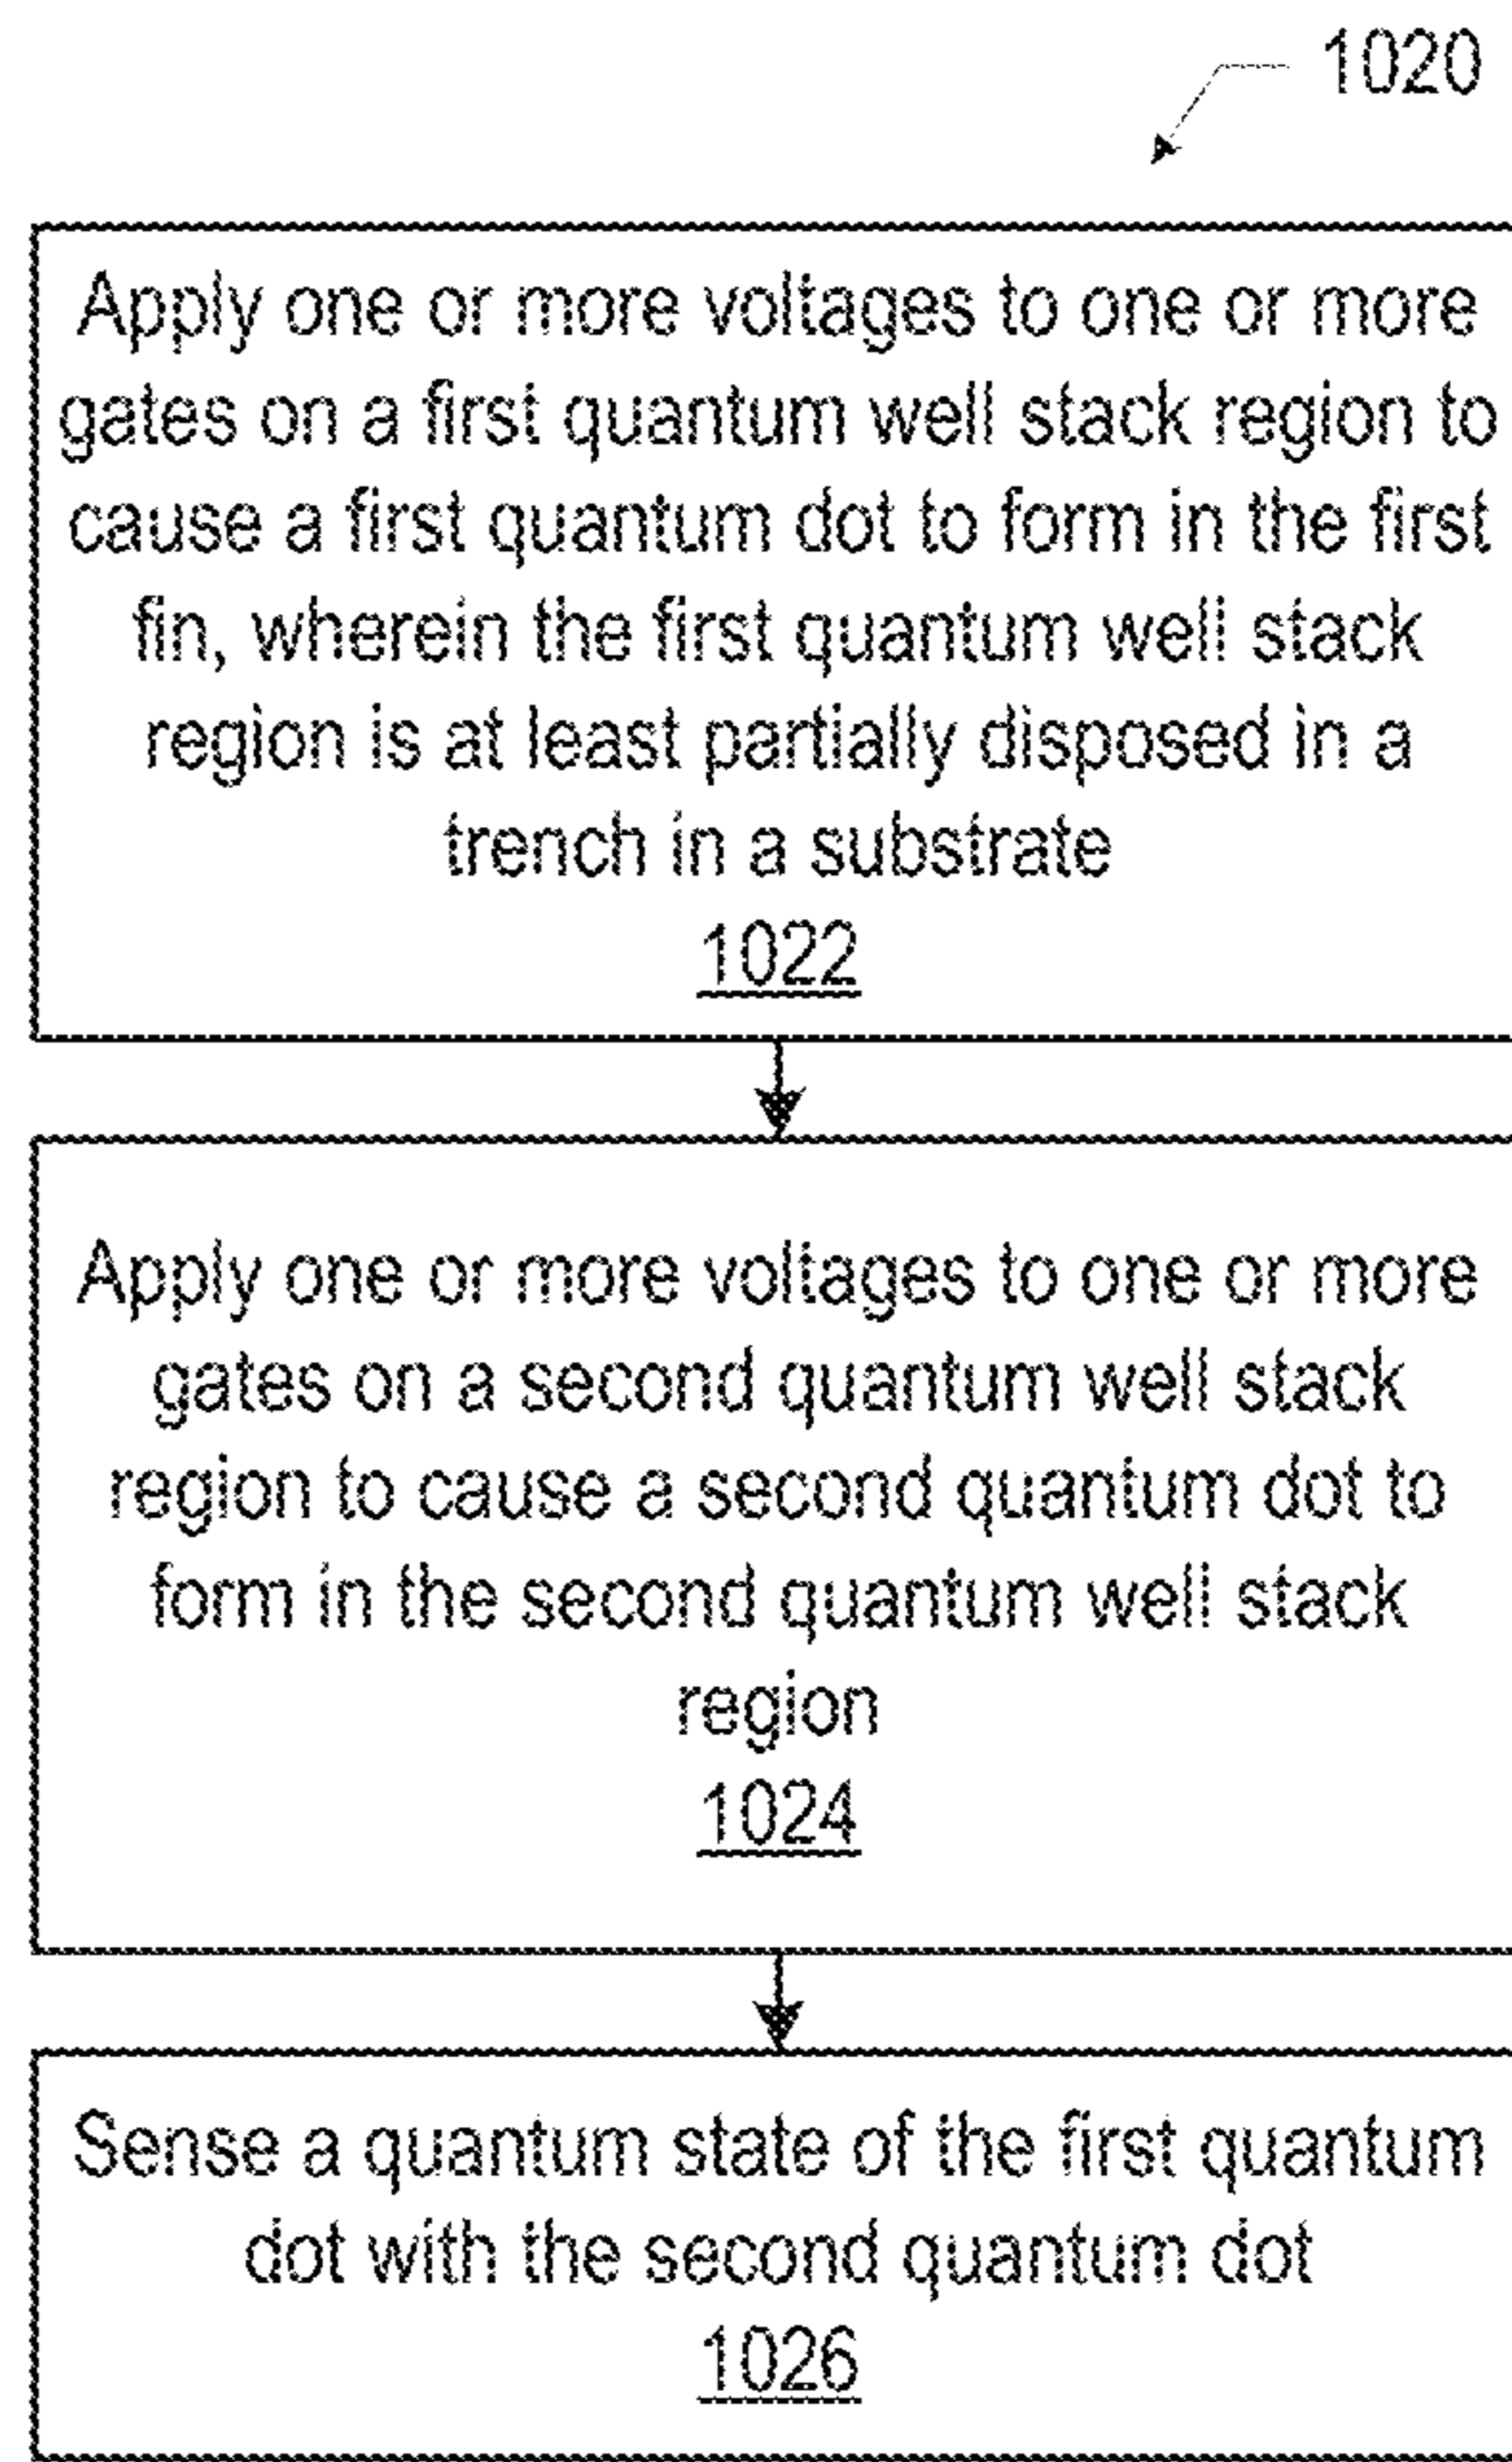 1020
Apply one or more voltages to one or more
gates on a first quantum well stack region to
cause a first quantum dot to form in the first
fin, wherein the first quantum well stack
region is at least partially disposed in a
trench in a substrate
1022
Apply one or more voltages to one or more
gates on a second quantum well stack
region to cause a second quantum dot to
form in the second quantum well stack
region
1024
Sense a quantum state of the first quantum
dot with the second quantum dot
1026